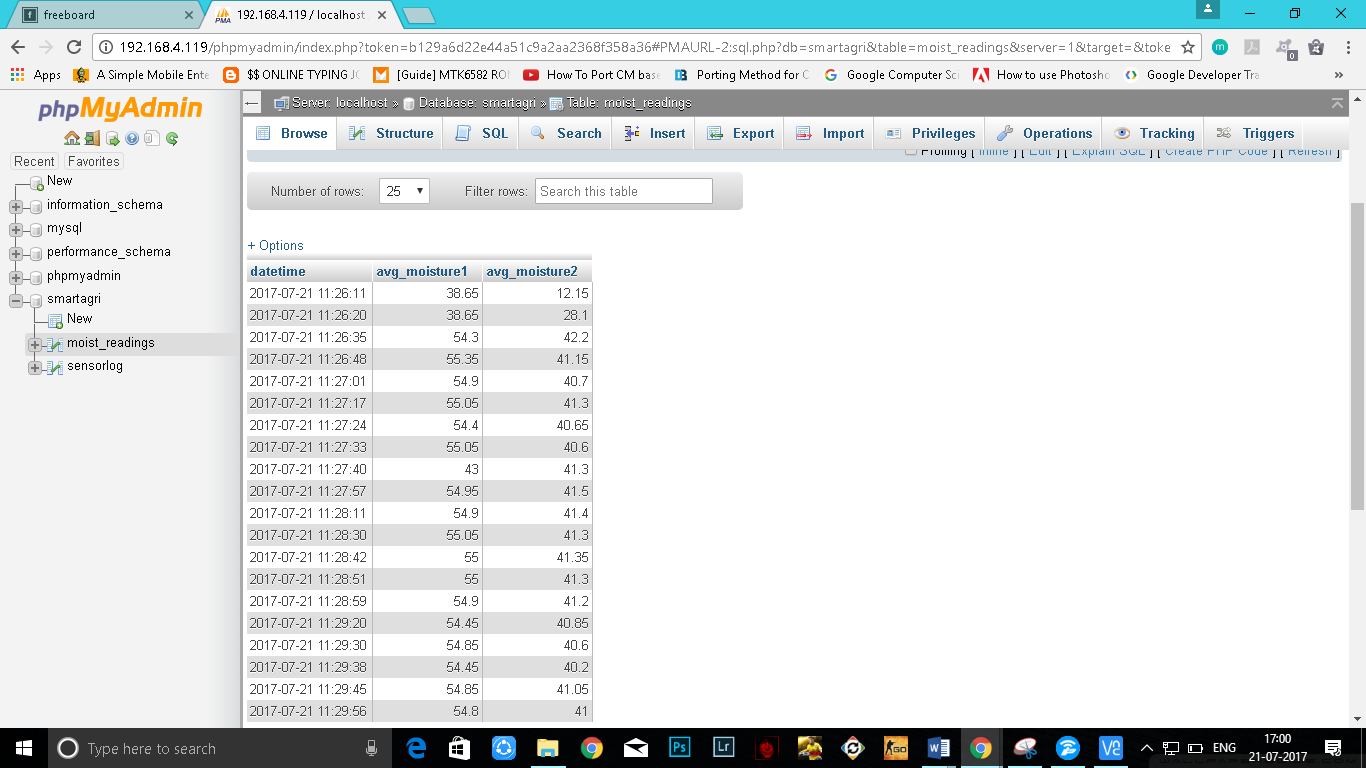 freeboard
PMA 192.168.4.119 / localhost
192.168.4.119/phpmyadmin/index.php?token=b129a6d22e44a51c9a2aa2368f358a36#PMAURL-2:sql.php?db=smartagri&table=moist_readings&server=1&target=&toke
Apps A Simple Mobile Ente $$ ONLINE TYPING JO [Guide] MTK6582 RO How To Port CM base Porting Method for C Google Computer Sci How to use Photosho Google Developer Tra »
phpMyAdmin
Recent Favorites
New
information_schema
mysql
performance_schema
phpmyadmin
smartagri
New
moist_readings
sensorlog
Server: localhost » Database: smartagri » Table: moist_readings
Browse Structure SQL Search Insert Export Import Privileges Operations Tracking Triggers
Profiling [ Inline ] [ Edit ] [ Explain SQL ] [ Create PHP Code ] [ Refresh ]
Number of rows: 25 Filter rows: Search this table
+ Options
datetime avg_moisture1 avg_moisture2
2017-07-21 11:26:11 38.65 12.15
2017-07-21 11:26:20 38.65 28.1
2017-07-21 11:26:35 54.3 42.2
2017-07-21 11:26:48 55.35 41.15
2017-07-21 11:27:01 54.9 40.7
2017-07-21 11:27:17 55.05 41.3
2017-07-21 11:27:24 54.4 40.65
2017-07-21 11:27:33 55.05 40.6
2017-07-21 11:27:40 43 41.3
2017-07-21 11:27:57 54.95 41.5
2017-07-21 11:28:11 54.9 41.4
2017-07-21 11:28:30 55.05 41.3
2017-07-21 11:28:42 55 41.35
2017-07-21 11:28:51 55 41.3
2017-07-21 11:28:59 54.9 41.2
2017-07-21 11:29:20 54.45 40.85
2017-07-21 11:29:30 54.85 40.6
2017-07-21 11:29:38 54.45 40.2
2017-07-21 11:29:45 54.85 41.05
2017-07-21 11:29:56 54.8 41
Type here to search
Ps Lr GO
ENG
17:00
21-07-2017